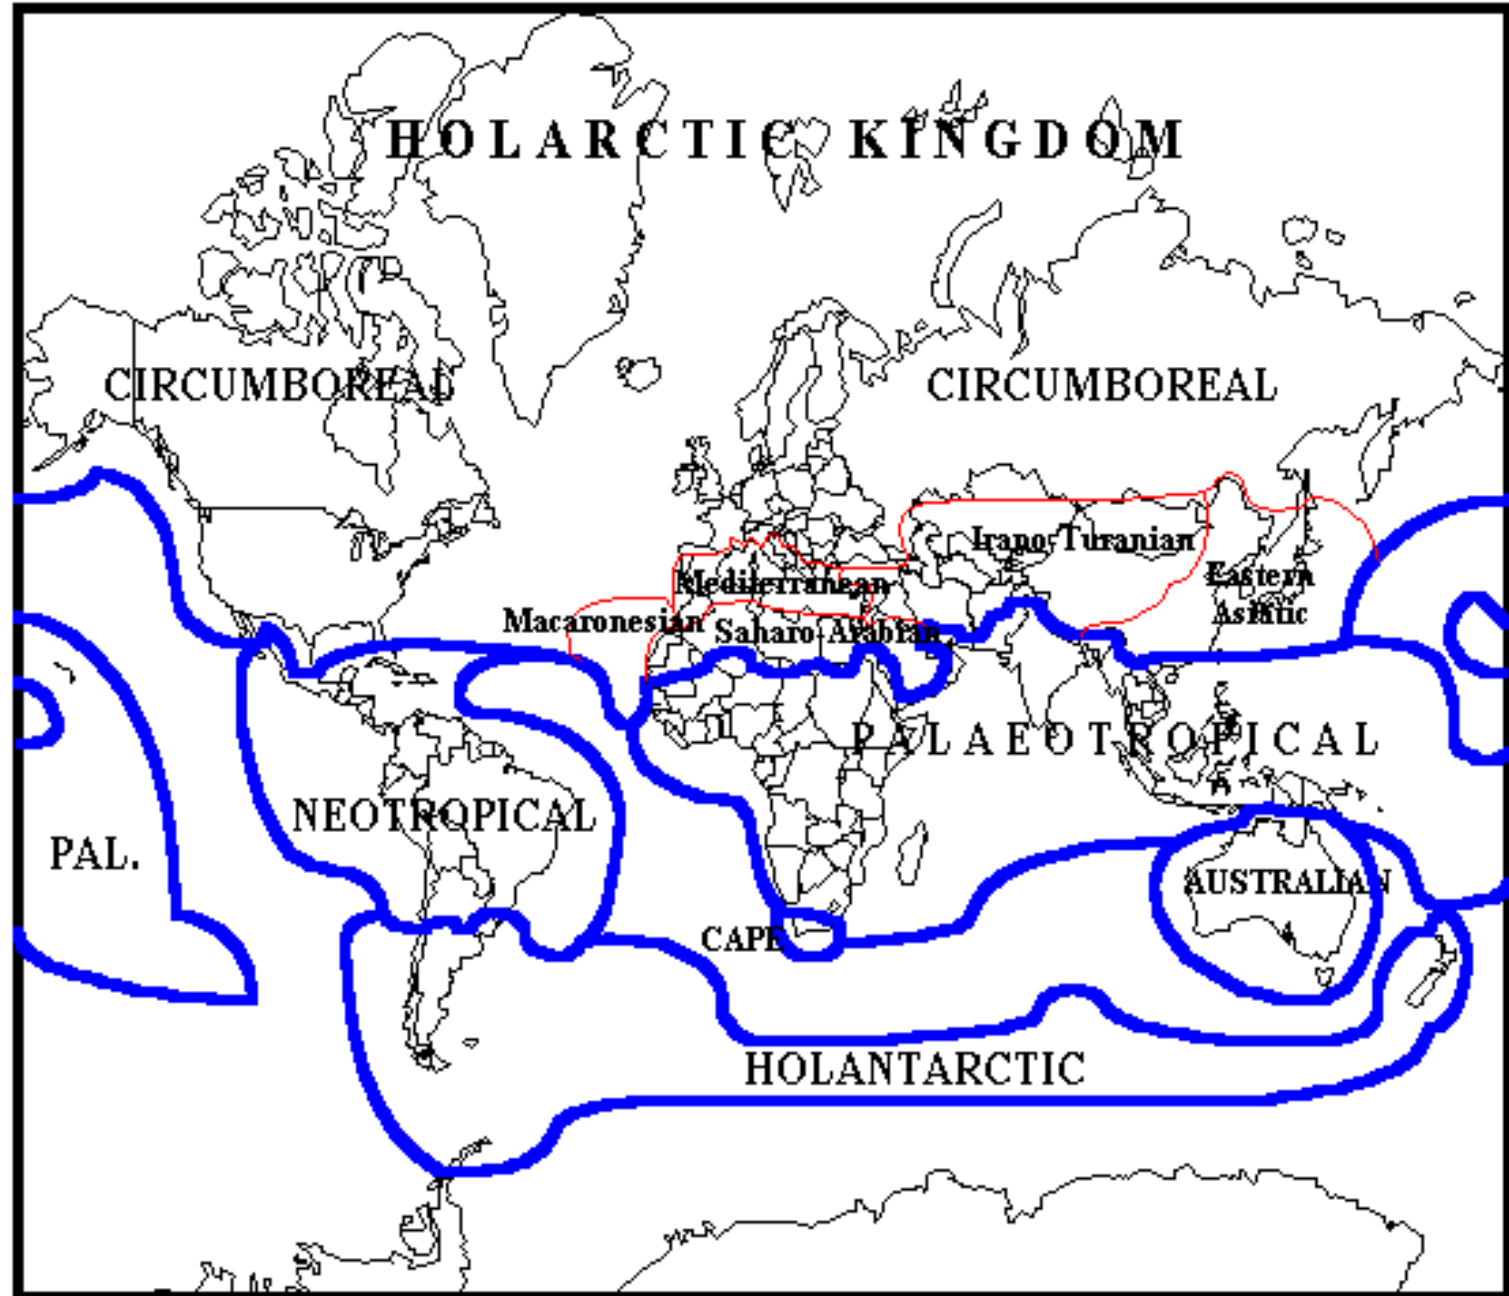 HOLARCTIC KINGDOM
CIRCUMBOREAL
CIRCUMBOREAL
Irano-Turanian
Mediterranean
Eastern
Asiatic
Macaronesian
Saharo-Arabian
PALAEOTROPICAL
NEOTROPICAL
PAL.
AUSTRALIAN
CAPE
HOLANTARCTIC